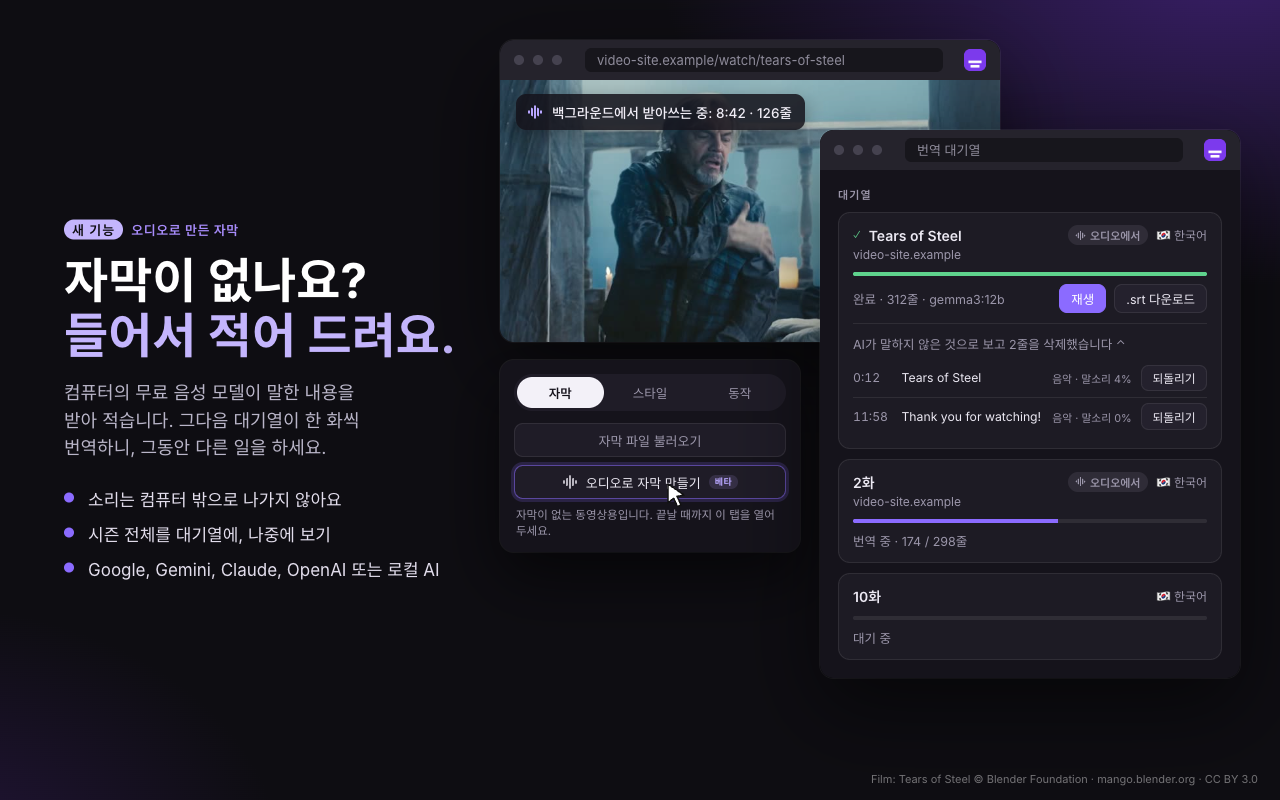 새 기능 오디오로 만든 자막
자막이 없나요?
들어서 적어 드려요.
컴퓨터의 무료 음성 모델이 말한 내용을
받아 적습니다. 그다음 대기열이 한 화씩
번역하니, 그동안 다른 일을 하세요.
소리는 컴퓨터 밖으로 나가지 않아요
시즌 전체를 대기열에, 나중에 보기
Google, Gemini, Claude, OpenAI 또는 로컬 AI
video-site.example/watch/tears-of-steel
백그라운드에서 받아쓰는 중: 8:42 · 126줄
자막 스타일 동작
자막 파일 불러오기
오디오로 자막 만들기 베타
자막이 없는 동영상용입니다. 끝날 때까지 이 탭을 열어
두세요.
번역 대기열
대기열
✓ Tears of Steel 오디오에서 🇰🇷 한국어
video-site.example
완료 · 312줄 · gemma3:12b 재생 .srt 다운로드
AI가 말하지 않은 것으로 보고 2줄을 삭제했습니다 ^
0:12 Tears of Steel 음악 · 말소리 4% 되돌리기
11:58 Thank you for watching! 음악 · 말소리 0% 되돌리기
2화 오디오에서 🇰🇷 한국어
video-site.example
번역 중 · 174 / 298줄
10화 🇰🇷 한국어
대기 중
Film: Tears of Steel © Blender Foundation · mango.blender.org · CC BY 3.0